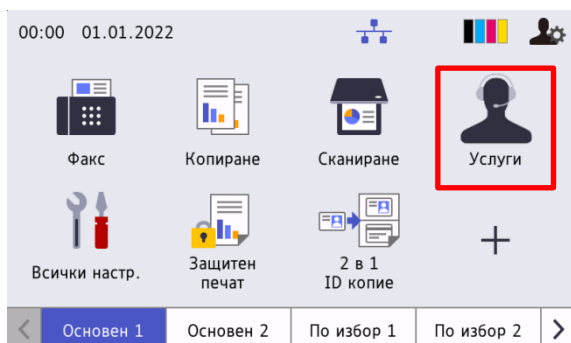 00:00 01.01.2022
Факс
Копиране
Сканиране
Услуги
Всички настр.
Защитен
печат
2 в 1
ID копие
Основен 1
Основен 2
По избор 1
По избор 2